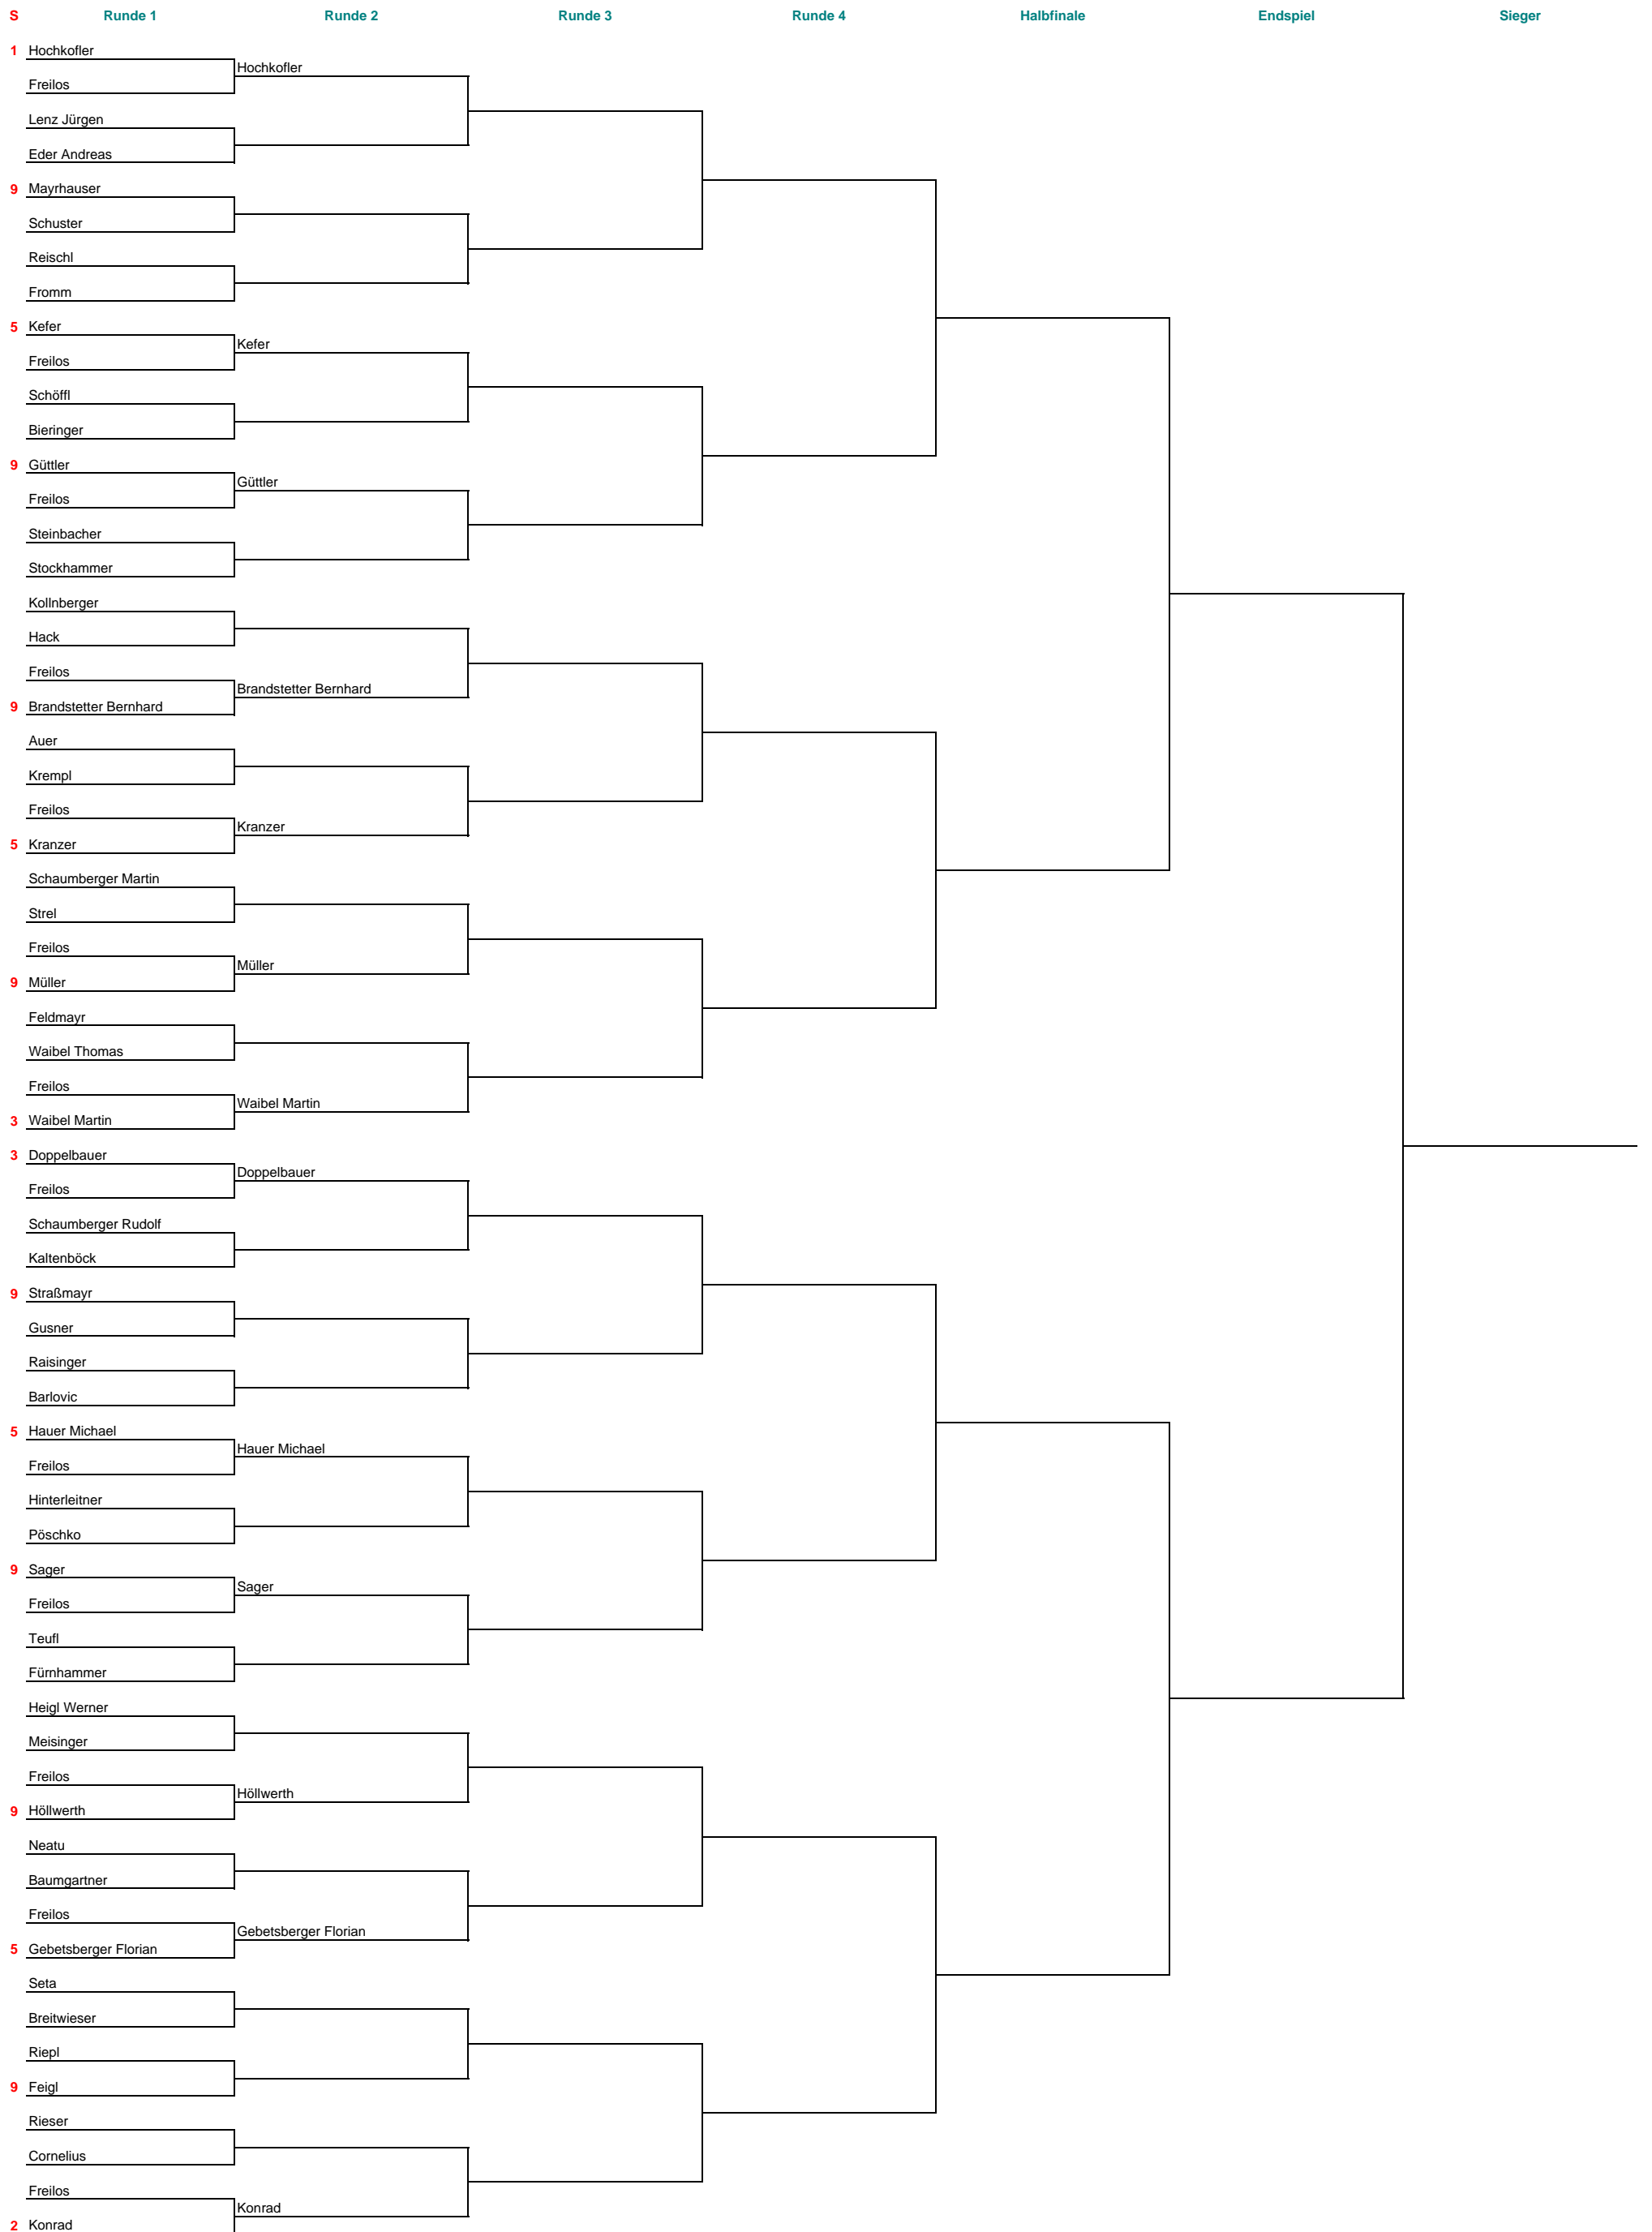 S Runde 1 Runde 2 Runde 3 Runde 4 Halbfinale Endspiel Sieger
1 Hochkofler
Hochkofler
Freilos
Lenz Jürgen
Eder Andreas
9 Mayrhauser
Schuster
Reischl
Fromm
5 Kefer
Kefer
Freilos
Schöffl
Bieringer
9 Güttler
Güttler
Freilos
Steinbacher
Stockhammer
Kollnberger
Hack
Freilos
Brandstetter Bernhard
9 Brandstetter Bernhard
Auer
Krempl
Freilos
Kranzer
5 Kranzer
Schaumberger Martin
Strel
Freilos
Müller
9 Müller
Feldmayr
Waibel Thomas
Freilos
Waibel Martin
3 Waibel Martin
3 Doppelbauer
Doppelbauer
Freilos
Schaumberger Rudolf
Kaltenböck
9 Straßmayr
Gusner
Raisinger
Barlovic
5 Hauer Michael
Hauer Michael
Freilos
Hinterleitner
Pöschko
9 Sager
Sager
Freilos
Teufl
Fürnhammer
Heigl Werner
Meisinger
Freilos
Höllwerth
9 Höllwerth
Neatu
Baumgartner
Freilos
Gebetsberger Florian
5 Gebetsberger Florian
Seta
Breitwieser
Riepl
9 Feigl
Rieser
Cornelius
Freilos
Konrad
2 Konrad